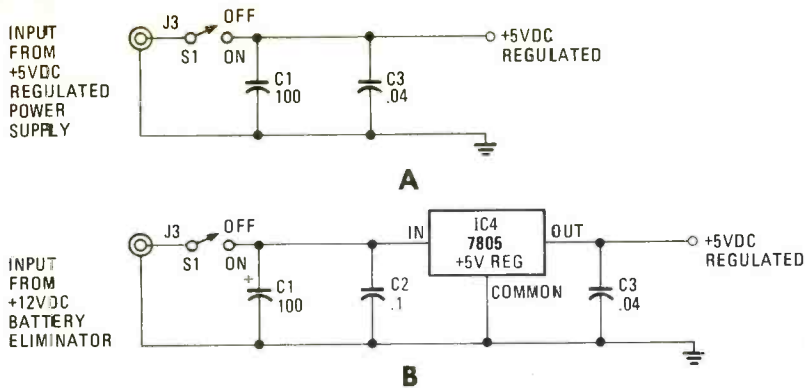 INPUT
FROM
+5VDC
REGULATED
POWER
SUPPLY
J3
OFF
S1
ON
C1
100
C3
.04
+5VDC
REGULATED
A
INPUT
FROM
+12VDC
BATTERY
ELIMINATOR
J3
OFF
S1
ON
+
C1
100
C2
.1
IN
IC4
7805
+5V REG
OUT
COMMON
C3
.04
+5VDC
REGULATED
B